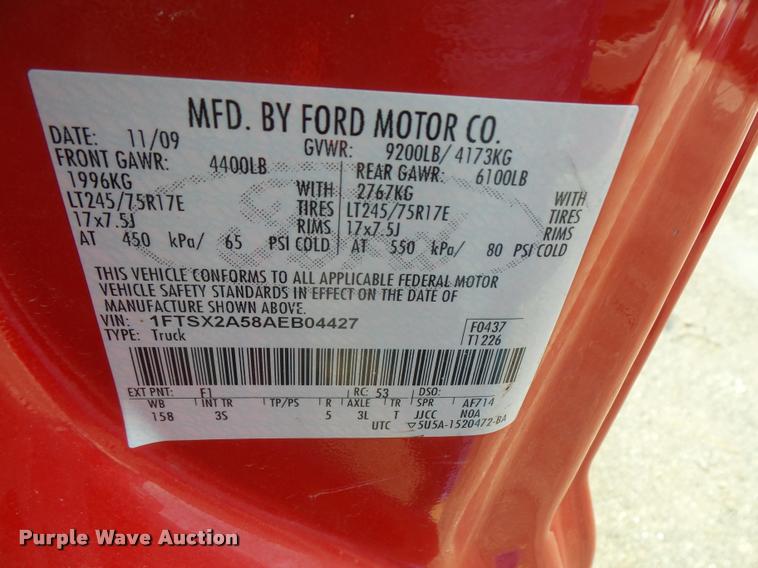 MFD. BY FORD MOTOR CO.
DATE: 11/09 GVWR: 9200LB/ 4173KG
FRONT GAWR: 4400LB REAR GAWR: 6100LB
1996KG WITH 2767KG WITH
LT245/75R17E TIRES LT245/75R17E TIRES
17x7.5J RIMS 17x7.5J RIMS
AT 450 kPa/ 65 PSI COLD AT 550 kPa/ 80 PSI COLD
THIS VEHICLE CONFORMS TO ALL APPLICABLE FEDERAL MOTOR
VEHICLE SAFETY STANDARDS IN EFFECT ON THE DATE OF
MANUFACTURE SHOWN ABOVE.
VIN: 1FTSX2A58AEB04427 F0437
TYPE: Truck T1226
EXT PNT: F1 RC: 53 DSO:
WB INT TR TP/PS R AXLE TR SPR AF714
158 3S 5 3L T JJCC NOA
UTC ▽5U5A-1520472-BA
Purple Wave Auction